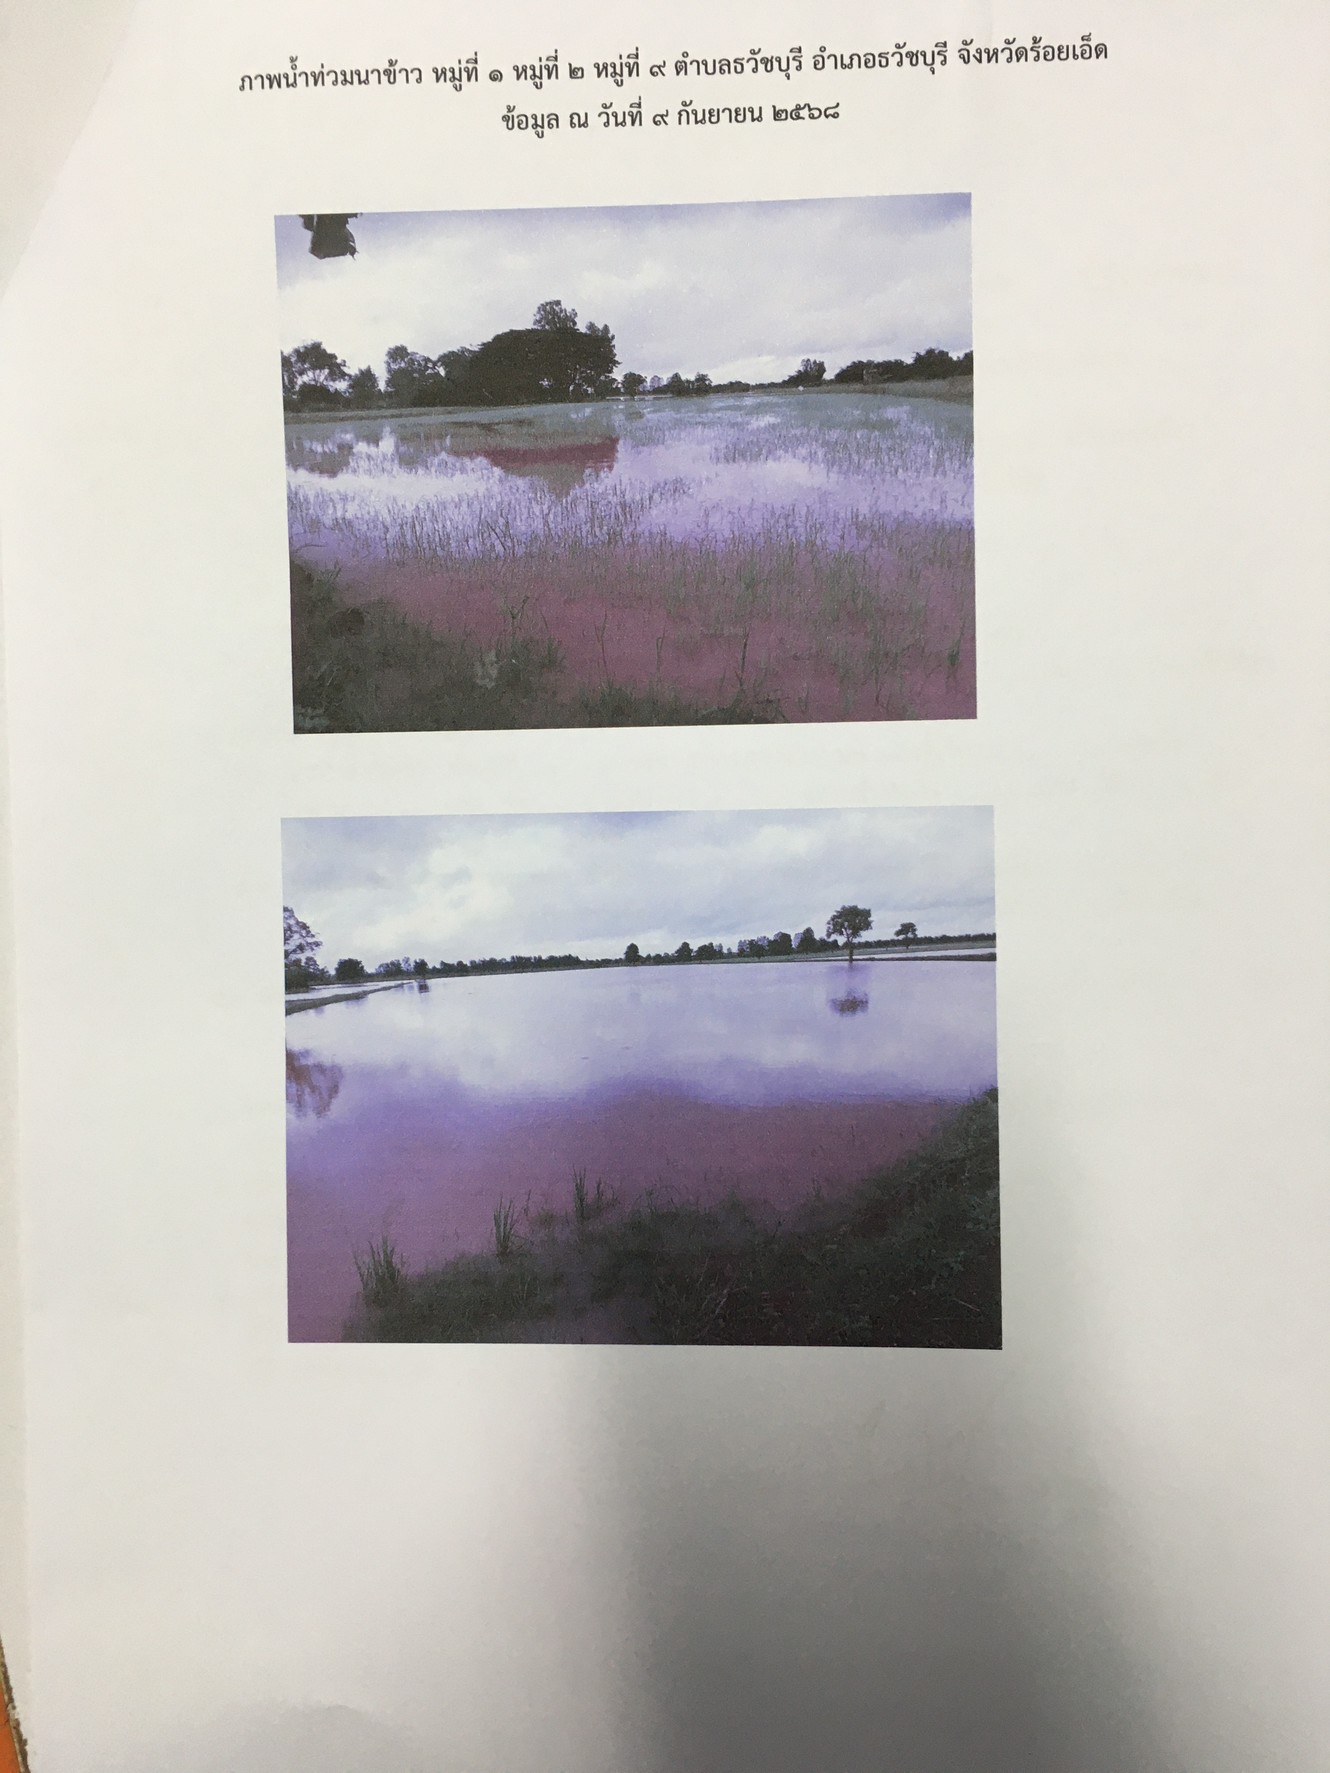 ภาพน้ำท่วมนาข้าว หมู่ที่ ๑ หมู่ที่ ๒ หมู่ที่ ๙ ตำบลธวัชบุรี อำเภอธวัชบุรี จังหวัดร้อยเอ็ด
ข้อมูล ณ วันที่ ๙ กันยายน ๒๕๖๘